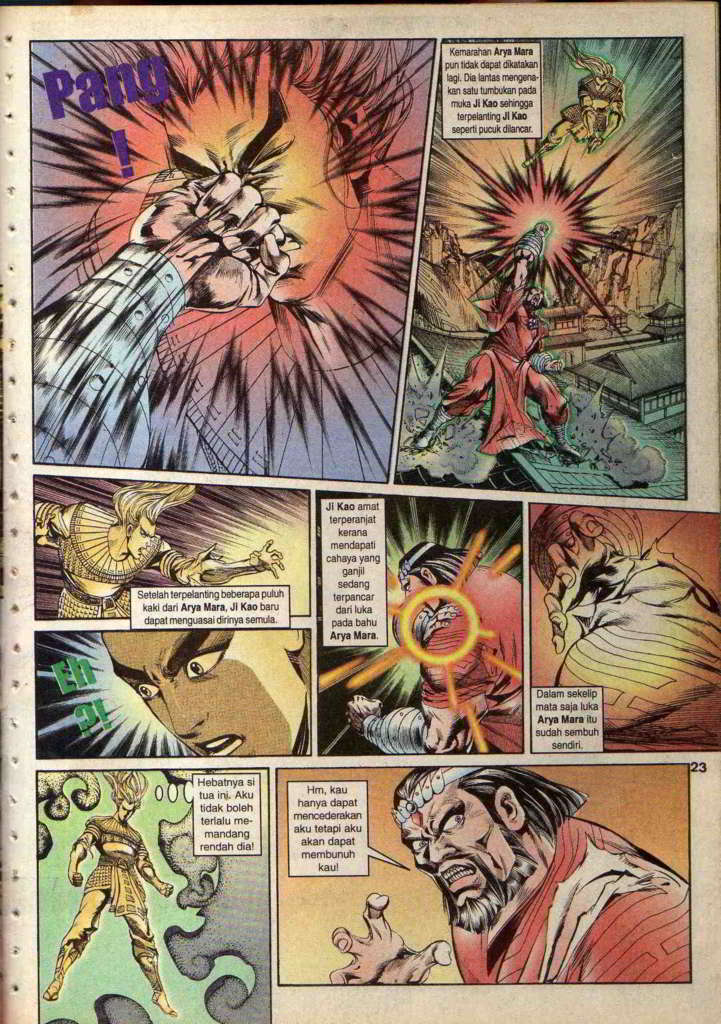 Pang
!
Kemarahan Arya Mara
pun tidak dapat dikatakan
lagi. Dia lantas mengena-
kan satu tumbukan pada
muka Ji Kao sehingga
terpelanting Ji Kao
seperti pucuk dilancar.
Setelah terpelanting beberapa puluh
kaki dari Arya Mara, Ji Kao baru
dapat menguasai dirinya semula.
Eh
?!
Ji Kao amat
terperanjat
kerana
mendapati
cahaya yang
ganjil
sedang
terpancar
dari luka
pada bahu
Arya Mara.
Dalam sekelip
mata saja luka
Arya Mara itu
sudah sembuh
sendiri.
23
Hebatnya si
tua ini. Aku
tidak boleh
terlalu me-
mandang
rendah dia!
Hm, kau
hanya dapat
mencederakan
aku tetapi aku
akan dapat
membunuh
kau!